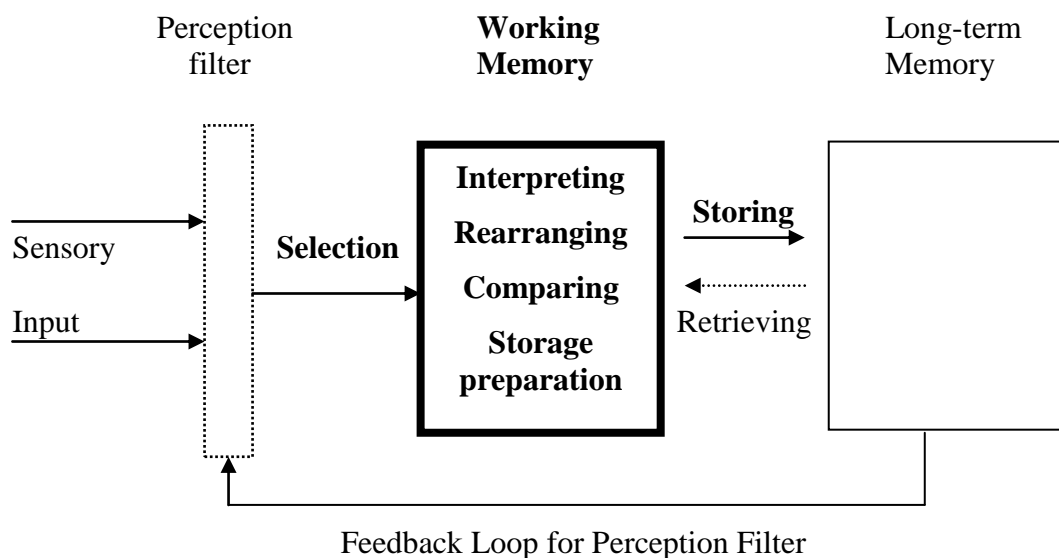 Perception
filter
Working
Memory
Long-term
Memory
Sensory
Input
Selection
Interpreting
Rearranging
Comparing
Storage
preparation
Storing
Retrieving
Feedback Loop for Perception Filter